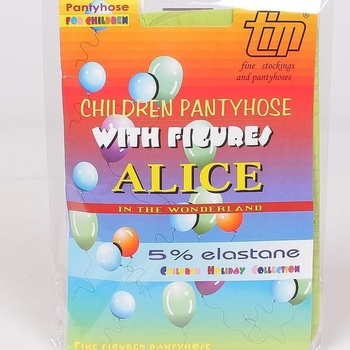 Pantyhose
FOR CHILDREN
tip
fine stockings
and pantyhoses
CHILDREN PANTYHOSE
WITH FIGURES
ALICE
IN THE WONDERLAND
5% elastane
Children Holiday Collection
FINE FIGURED PANTYHOSE